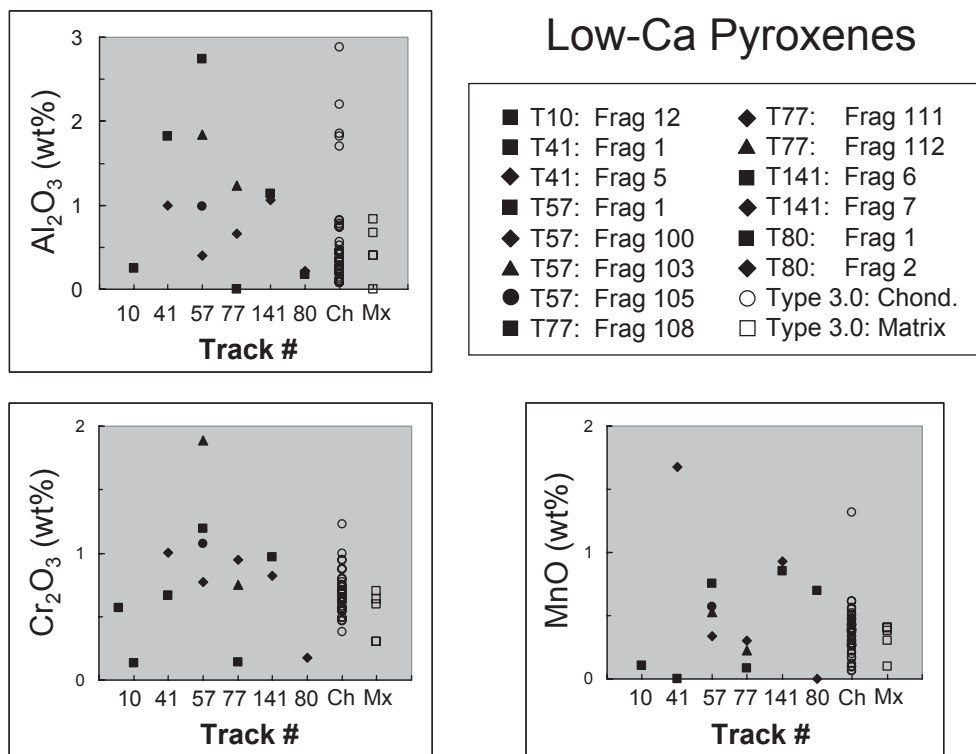 Low-Ca Pyroxenes
3
2
1
0
Al2O3 (wt%)
10 41 57 77 141 80 Ch Mx
Track #
T10: Frag 12
T41: Frag 1
T41: Frag 5
T57: Frag 1
T57: Frag 100
T57: Frag 103
T57: Frag 105
T77: Frag 108
T77: Frag 111
T77: Frag 112
T141: Frag 6
T141: Frag 7
T80: Frag 1
T80: Frag 2
Type 3.0: Chond.
Type 3.0: Matrix
2
1
0
Cr2O3 (wt%)
10 41 57 77 141 80 Ch Mx
Track #
2
1
0
MnO (wt%)
10 41 57 77 141 80 Ch Mx
Track #